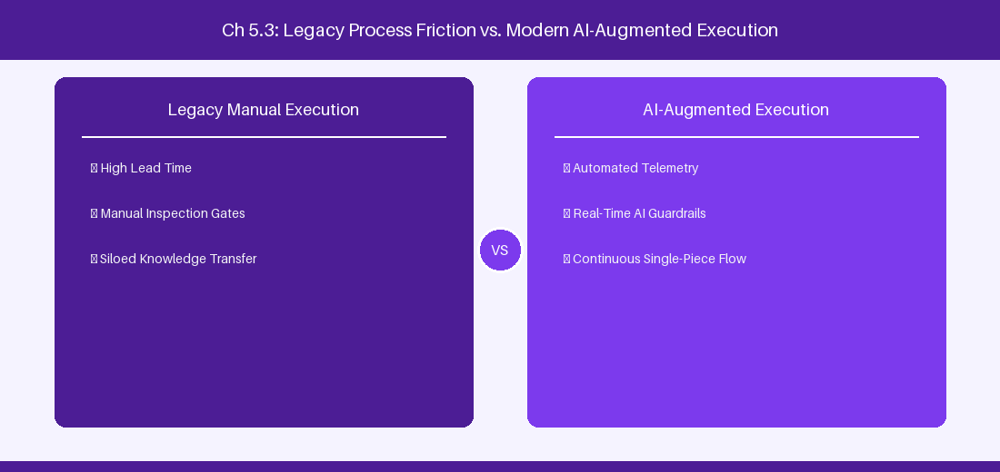 Ch 5.3: Legacy Process Friction vs. Modern AI-Augmented Execution
Legacy Manual Execution
High Lead Time
Manual Inspection Gates
Siloed Knowledge Transfer
VS
AI-Augmented Execution
Automated Telemetry
Real-Time AI Guardrails
Continuous Single-Piece Flow